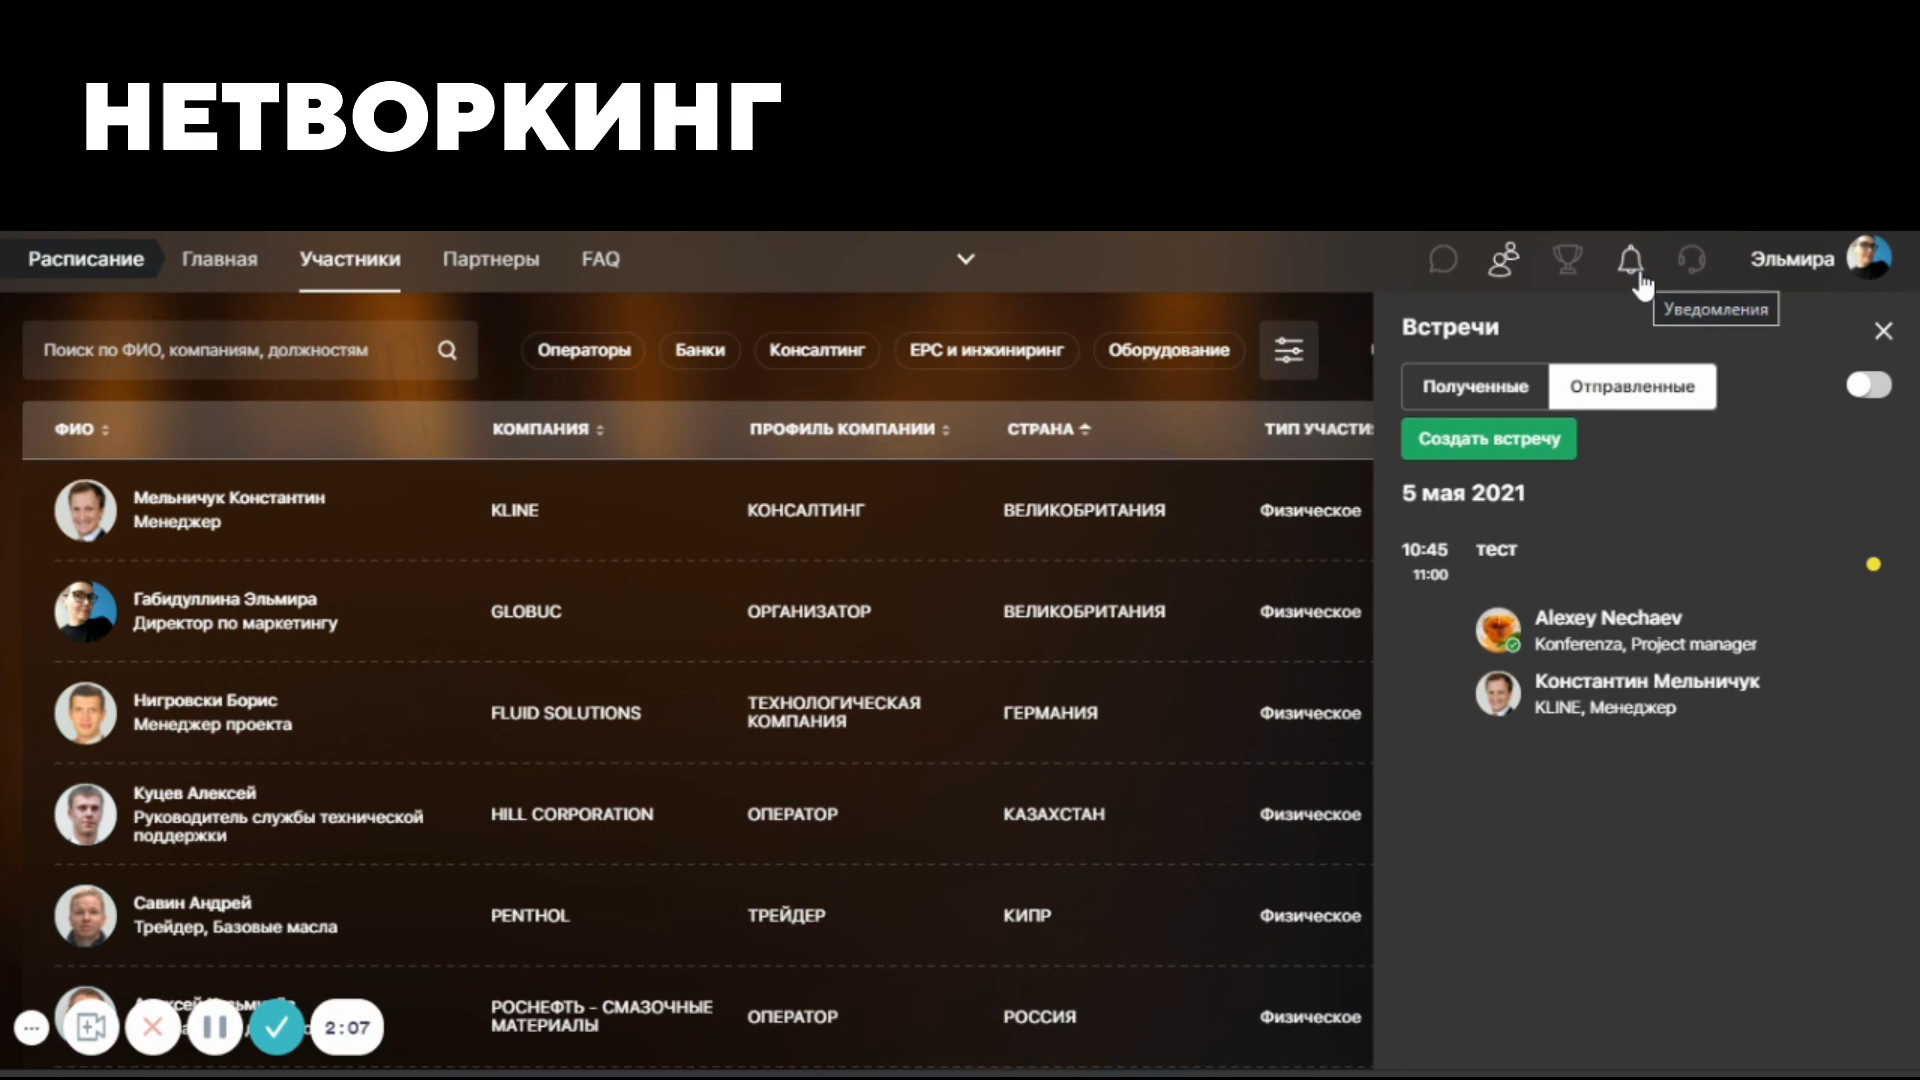 НЕТВОРКИНГ
Расписание Главная Участники Партнеры FAQ Эльмира
Уведомления
Поиск по ФИО, компаниям, должностям
Операторы Банки Консалтинг EPC и инжиниринг Оборудование
ФИО КОМПАНИЯ ПРОФИЛЬ КОМПАНИИ СТРАНА ТИП УЧАСТИ
Мельничук Константин
Менеджер
KLINE КОНСАЛТИНГ ВЕЛИКОБРИТАНИЯ Физическое
Габидуллина Эльмира
Директор по маркетингу
GLOBUC ОРГАНИЗАТОР ВЕЛИКОБРИТАНИЯ Физическое
Нигровски Борис
Менеджер проекта
FLUID SOLUTIONS
ТЕХНОЛОГИЧЕСКАЯ
КОМПАНИЯ
ГЕРМАНИЯ Физическое
Куцев Алексей
Руководитель службы технической
поддержки
HILL CORPORATION ОПЕРАТОР КАЗАХСТАН Физическое
Савин Андрей
Трейдер, Базовые масла
PENTHOL ТРЕЙДЕР КИПР Физическое
РОСНЕФТЬ - СМАЗОЧНЫЕ
МАТЕРИАЛЫ
ОПЕРАТОР РОССИЯ Физическое
2:07
Встречи
Полученные Отправленные
Создать встречу
5 мая 2021
10:45 тест
11:00
Alexey Nechaev
Konferenza, Project manager
Константин Мельничук
KLINE, Менеджер